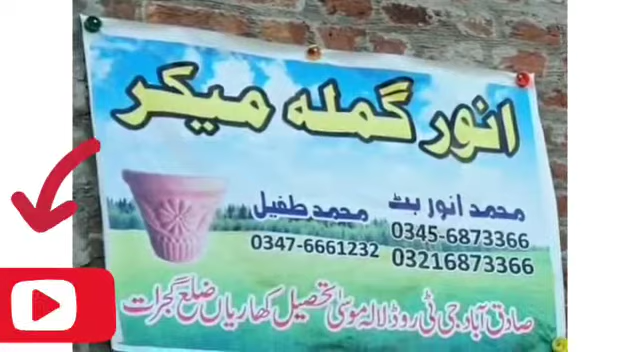 انور گملہ میکر
محمد انور بٹ
0345-6873366
03216873366
محمد طفیل
0347-6661232
صادق آباد جی ٹی روڈ لالہ موسیٰ تحصیل کھاریاں ضلع گجرات